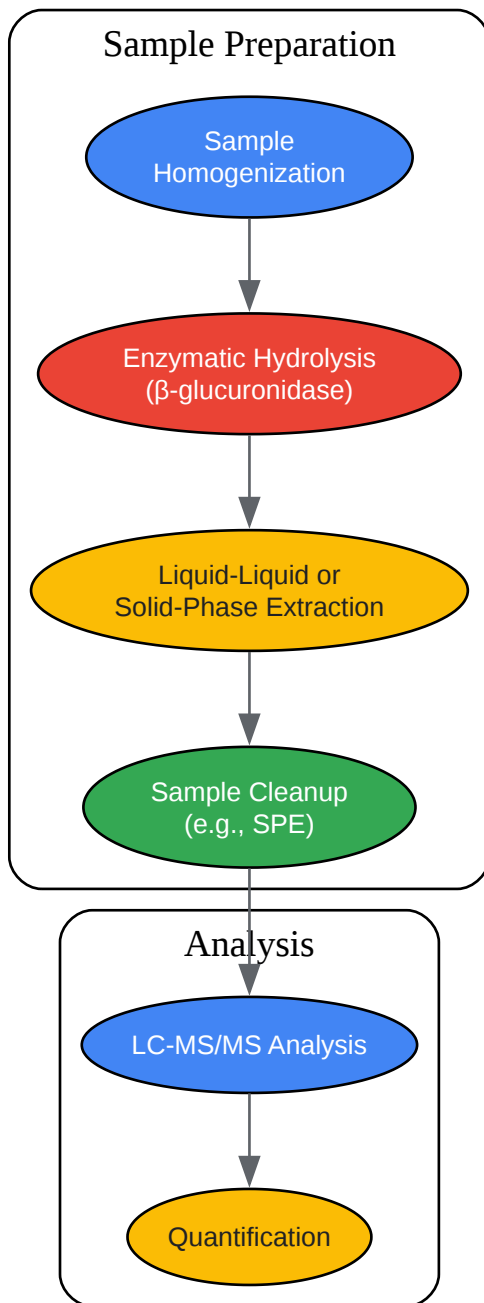 Sample Preparation
Sample
Homogenization
Enzymatic Hydrolysis
(β-glucuronidase)
Liquid-Liquid or
Solid-Phase Extraction
Sample Cleanup
(e.g., SPE)
Analysis
LC-MS/MS Analysis
Quantification